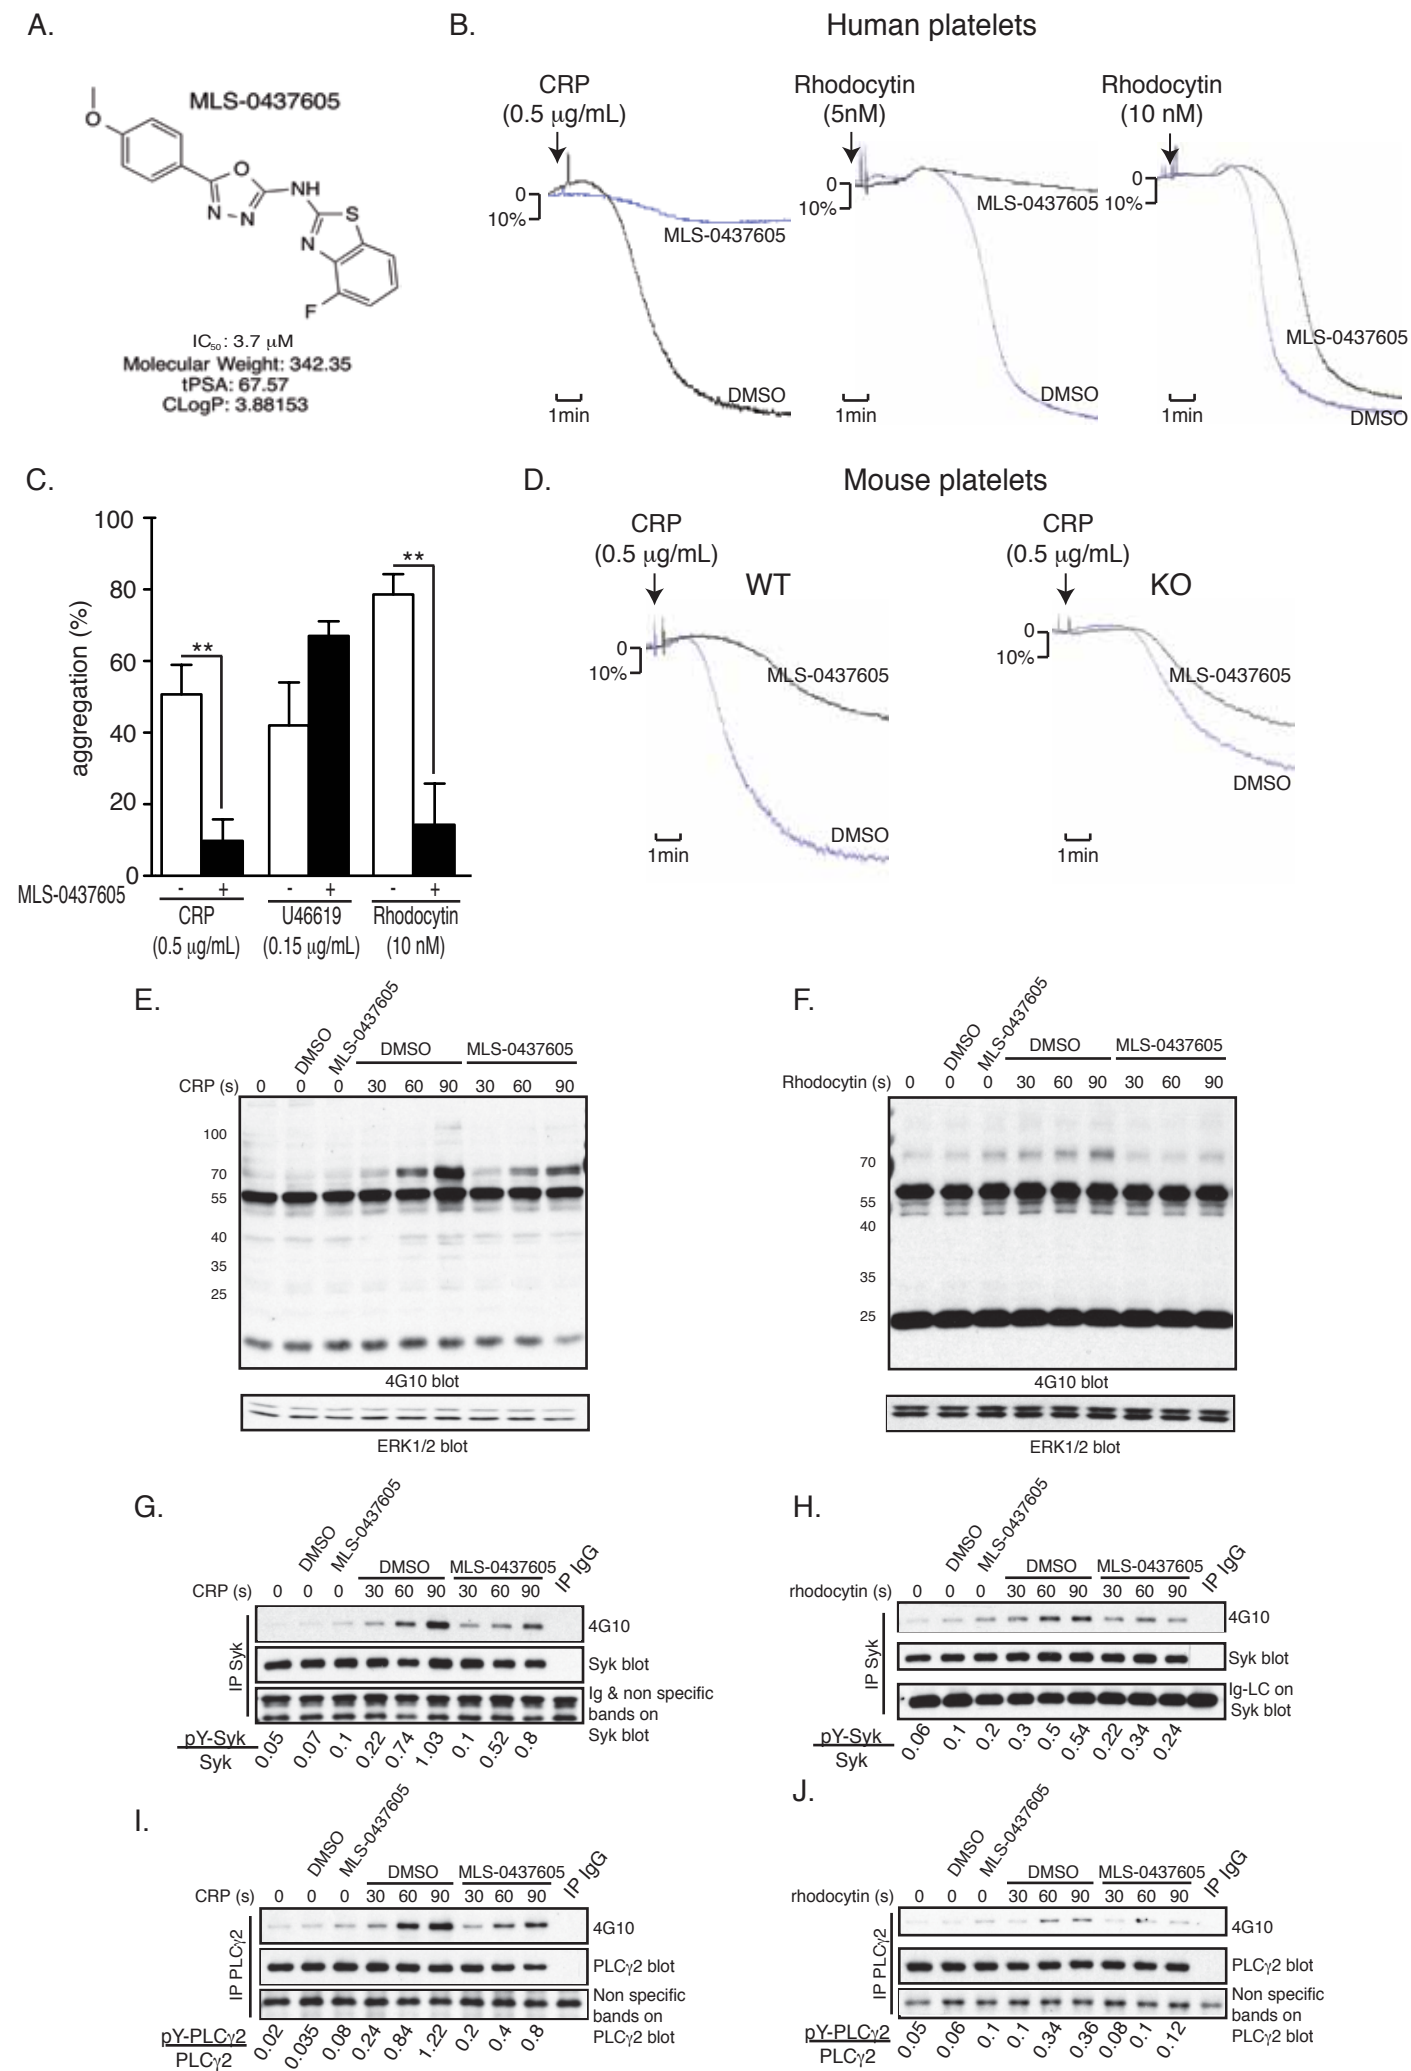 A.
MLS-0437605
O
O
N N
NH
S
N
F
IC50: 3.7 µM
Molecular Weight: 342.35
tPSA: 67.57
CLogP: 3.88153
B.
Human platelets
CRP
(0.5 µg/mL)
0
10%
MLS-0437605
DMSO
1min
Rhodocytin
(5nM)
0
10%
MLS-0437605
DMSO
1min
Rhodocytin
(10 nM)
0
10%
MLS-0437605
DMSO
1min
C.
aggregation (%)
100
80
60
40
20
0
**
**
MLS-0437605 - + - + - +
CRP U46619 Rhodocytin
(0.5 µg/mL) (0.15 µg/mL) (10 nM)
D.
Mouse platelets
CRP
(0.5 µg/mL)
WT
0
10%
MLS-0437605
DMSO
1min
CRP
(0.5 µg/mL)
KO
0
10%
MLS-0437605
DMSO
1min
E.
DMSO
MLS-0437605
DMSO MLS-0437605
CRP (s) 0 0 0 30 60 90 30 60 90
100
70
55
40
35
25
4G10 blot
ERK1/2 blot
F.
DMSO
MLS-0437605
DMSO MLS-0437605
Rhodocytin (s) 0 0 0 30 60 90 30 60 90
70
55
40
35
25
4G10 blot
ERK1/2 blot
G.
DMSO
MLS-0437605
DMSO MLS-0437605
IP IgG
CRP (s) 0 0 0 30 60 90 30 60 90
IP Syk
4G10
Syk blot
Ig & non specific
bands on
Syk blot
pY-Syk
Syk
0.05 0.07 0.1 0.22 0.74 1.03 0.1 0.52 0.8
H.
DMSO
MLS-0437605
DMSO MLS-0437605
IP IgG
rhodocytin (s) 0 0 0 30 60 90 30 60 90
IP Syk
4G10
Syk blot
Ig-LC on
Syk blot
pY-Syk
Syk
0.06 0.1 0.2 0.3 0.5 0.54 0.22 0.34 0.24
I.
DMSO
MLS-0437605
DMSO MLS-0437605
IP IgG
CRP (s) 0 0 0 30 60 90 30 60 90
IP PLCγ2
4G10
PLCγ2 blot
Non specific
bands on
PLCγ2 blot
pY-PLCγ2
PLCγ2
0.02 0.035 0.08 0.24 0.84 1.22 0.2 0.4 0.8
J.
DMSO
MLS-0437605
DMSO MLS-0437605
IP IgG
rhodocytin (s) 0 0 0 30 60 90 30 60 90
IP PLCγ2
4G10
PLCγ2 blot
Non specific
bands on
PLCγ2 blot
pY-PLCγ2
PLCγ2
0.05 0.06 0.1 0.1 0.34 0.36 0.08 0.1 0.12